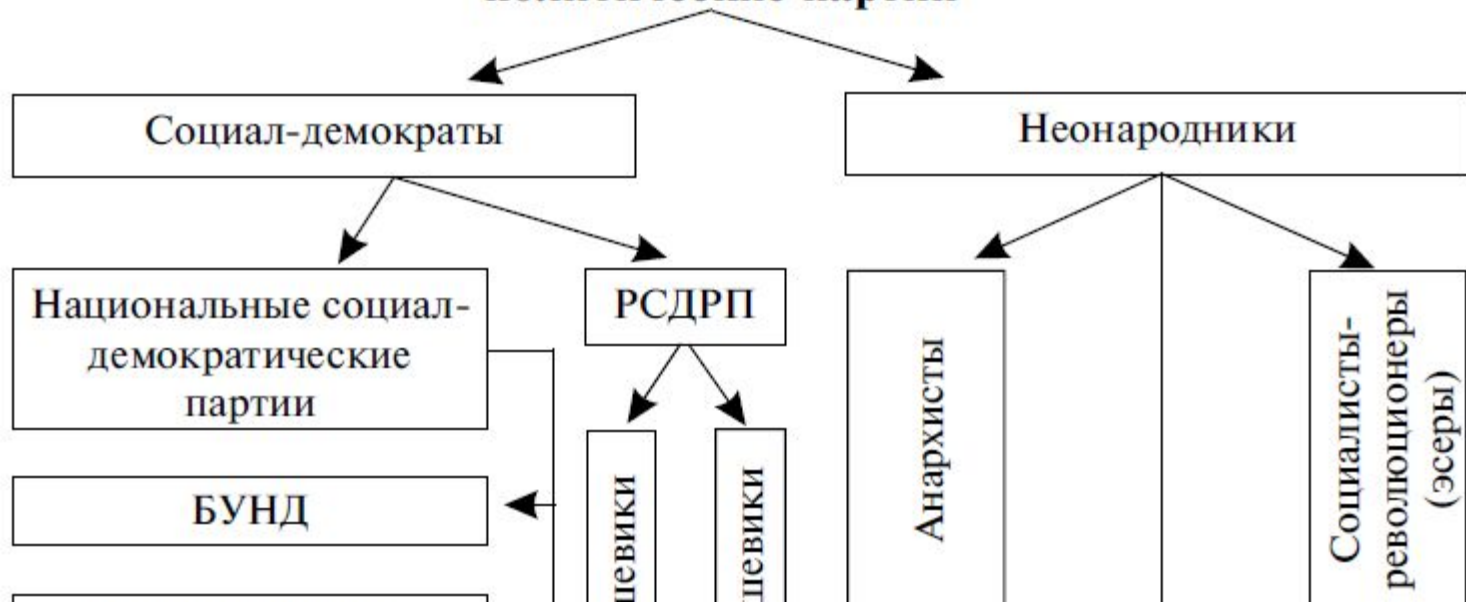 Социал-демократы
Неонародники
Национальные социал-
демократические
партии
РСДРП
Анархисты
Социалисты-
революционеры
(эсеры)
БУНД